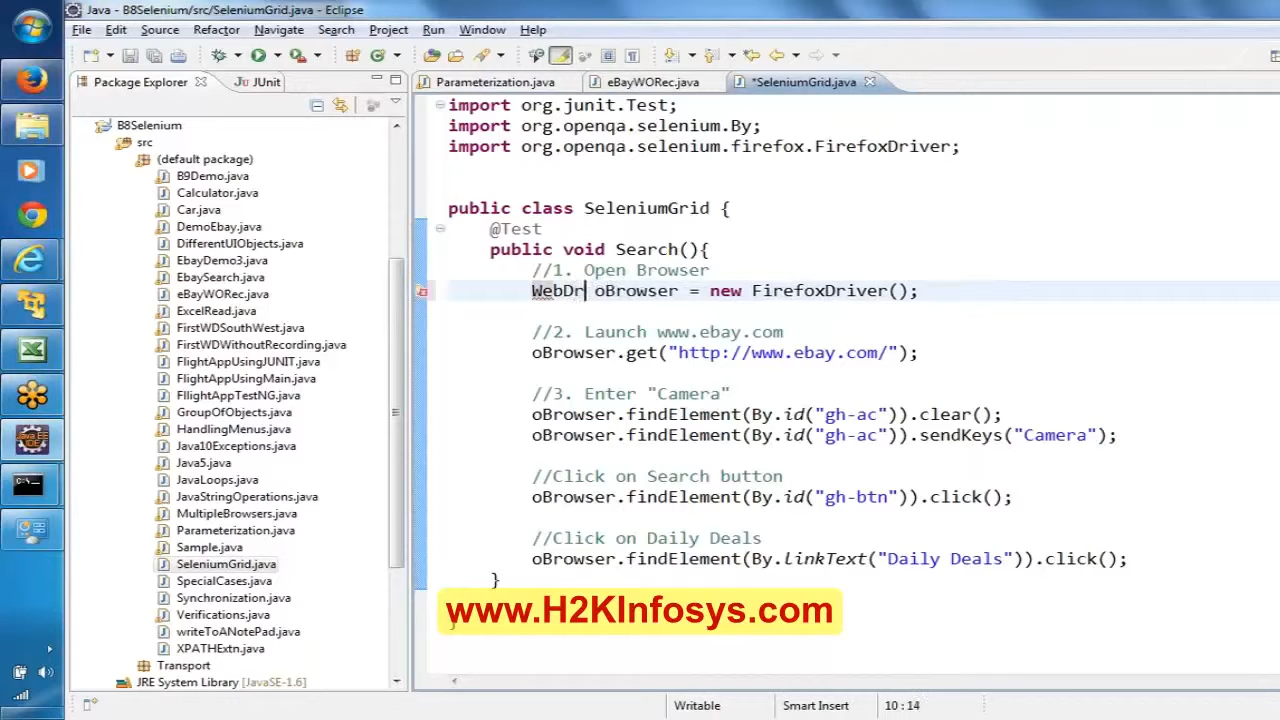 Java - B8Selenium/src/SeleniumGrid.java - Eclipse
File Edit Source Refactor Navigate Search Project Run Window Help
Package Explorer JUnit
Parameterization.java eBayWORec.java *SeleniumGrid.java
B8Selenium
src
(default package)
B9Demo.java
Calculator.java
Car.java
DemoEbay.java
DifferentUIObjects.java
EbayDemo3.java
EbaySearch.java
eBayWORec.java
ExcelRead.java
FirstWDSouthWest.java
FirstWDWithoutRecording.java
FlightAppUsingJUNIT.java
FlightAppUsingMain.java
FllightAppTestNG.java
GroupOfObjects.java
HandlingMenus.java
Java10Exceptions.java
Java5.java
JavaLoops.java
JavaStringOperations.java
MultipleBrowsers.java
Parameterization.java
Sample.java
SeleniumGrid.java
SpecialCases.java
Synchronization.java
Verifications.java
writeToANotePad.java
XPATHExtn.java
Transport
JRE System Library [JavaSE-1.6]
import org.junit.Test;
import org.openqa.selenium.By;
import org.openqa.selenium.firefox.FirefoxDriver;
public class SeleniumGrid {
@Test
public void Search(){
//1. Open Browser
WebDr oBrowser = new FirefoxDriver();
//2. Launch www.ebay.com
oBrowser.get("http://www.ebay.com/");
//3. Enter "Camera"
oBrowser.findElement(By.id("gh-ac")).clear();
oBrowser.findElement(By.id("gh-ac")).sendKeys("Camera");
//Click on Search button
oBrowser.findElement(By.id("gh-btn")).click();
//Click on Daily Deals
oBrowser.findElement(By.linkText("Daily Deals")).click();
}
www.H2KInfosys.com
Writable Smart Insert 10 : 14